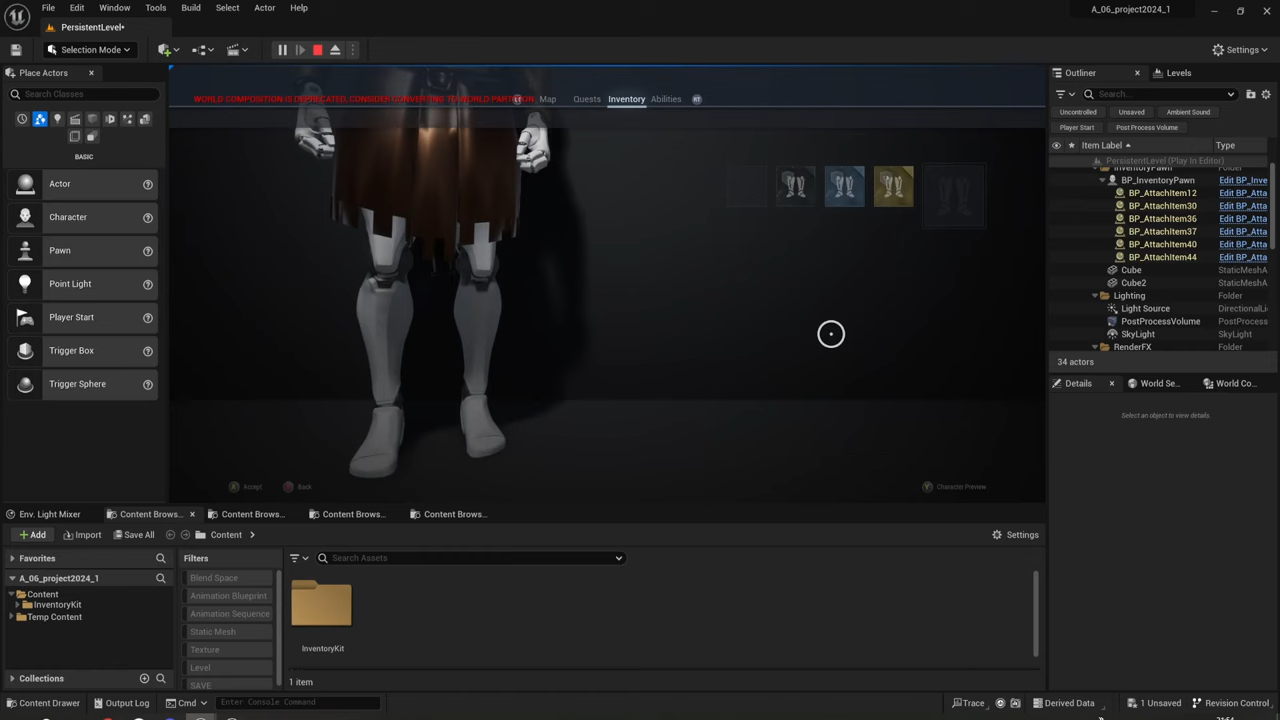 File Edit Window Tools Build Select Actor Help
A_06_project2024_1
PersistentLevel•
Selection Mode
Settings
Place Actors
Search Classes
BASIC
Actor
Character
Pawn
Point Light
Player Start
Trigger Box
Trigger Sphere
WORLD COMPOSITION IS DEPRECATED, CONSIDER CONVERTING TO WORLD PARTITION
Map Quests Inventory Abilities RT
Accept Back
Character Preview
Outliner Levels
Search...
Uncontrolled Unsaved Ambient Sound
Player Start Post Process Volume
Item Label Type
PersistentLevel (Play In Editor)
InventoryPawn Folder
BP_InventoryPawn Edit BP_Inve
BP_AttachItem12 Edit BP_Atta
BP_AttachItem30 Edit BP_Atta
BP_AttachItem36 Edit BP_Atta
BP_AttachItem37 Edit BP_Atta
BP_AttachItem40 Edit BP_Atta
BP_AttachItem44 Edit BP_Atta
Cube StaticMeshA
Cube2 StaticMeshA
Lighting Folder
Light Source DirectionalLi
PostProcessVolume PostProcess
SkyLight SkyLight
RenderFX Folder
34 actors
Details World Se... World Co...
Select an object to view details.
Env. Light Mixer Content Brows... Content Brows... Content Brows... Content Brows...
Add Import Save All Content Settings
Favorites
A_06_project2024_1
Content
InventoryKit
Temp Content
Collections
Filters
Blend Space
Animation Blueprint
Animation Sequence
Static Mesh
Texture
Level
SAVE
Search Assets
InventoryKit
1 item
Content Drawer Output Log Cmd Enter Console Command Trace Derived Data 1 Unsaved Revision Control